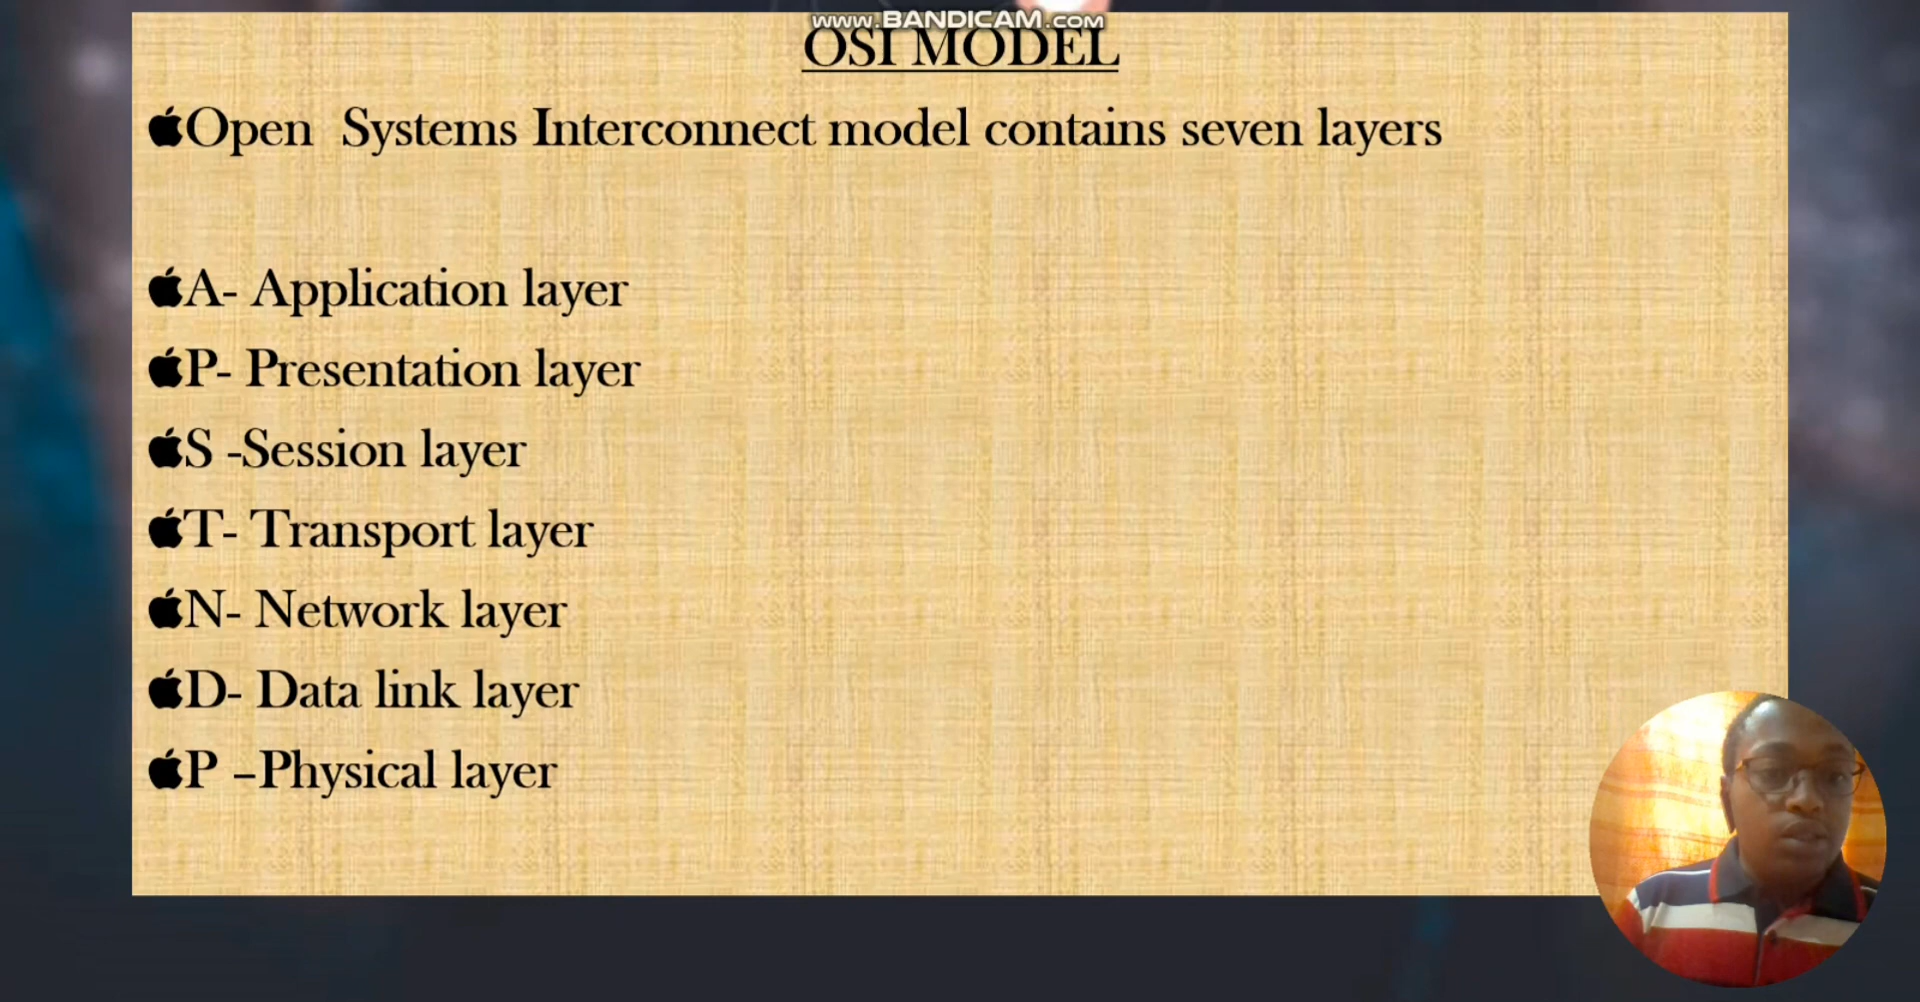 www.BANDICAM.com
OSI MODEL
Open Systems Interconnect model contains seven layers
A- Application layer
P- Presentation layer
S -Session layer
T- Transport layer
N- Network layer
D- Data link layer
P –Physical layer